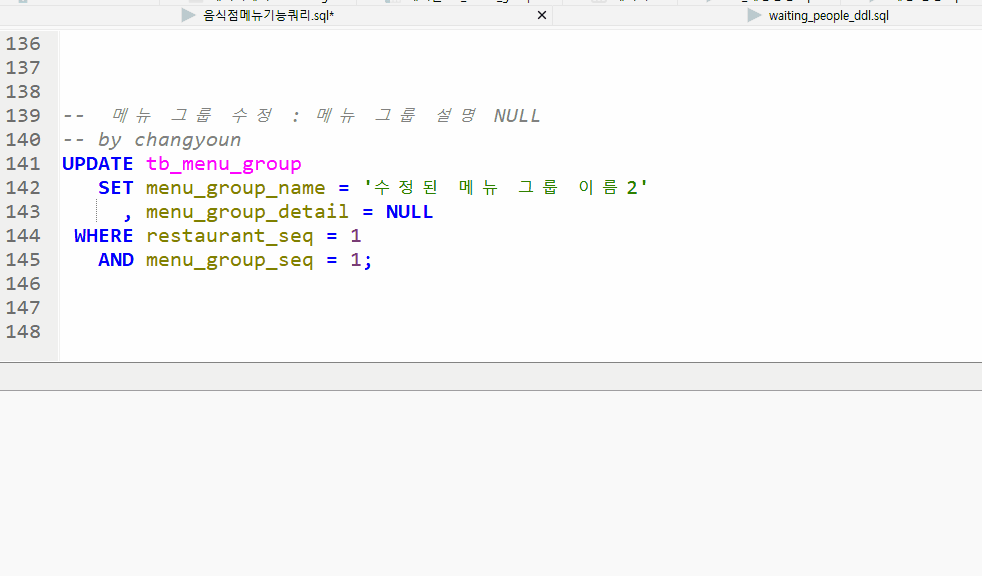 음식점메뉴기능쿼리.sql*
waiting_people_ddl.sql
136
137
138
139 -- 메뉴 그룹 수정 : 메뉴 그룹 설명 NULL
140 -- by changyoun
141 UPDATE tb_menu_group
142 SET menu_group_name = '수정된 메뉴 그룹 이름2'
143 , menu_group_detail = NULL
144 WHERE restaurant_seq = 1
145 AND menu_group_seq = 1;
146
147
148